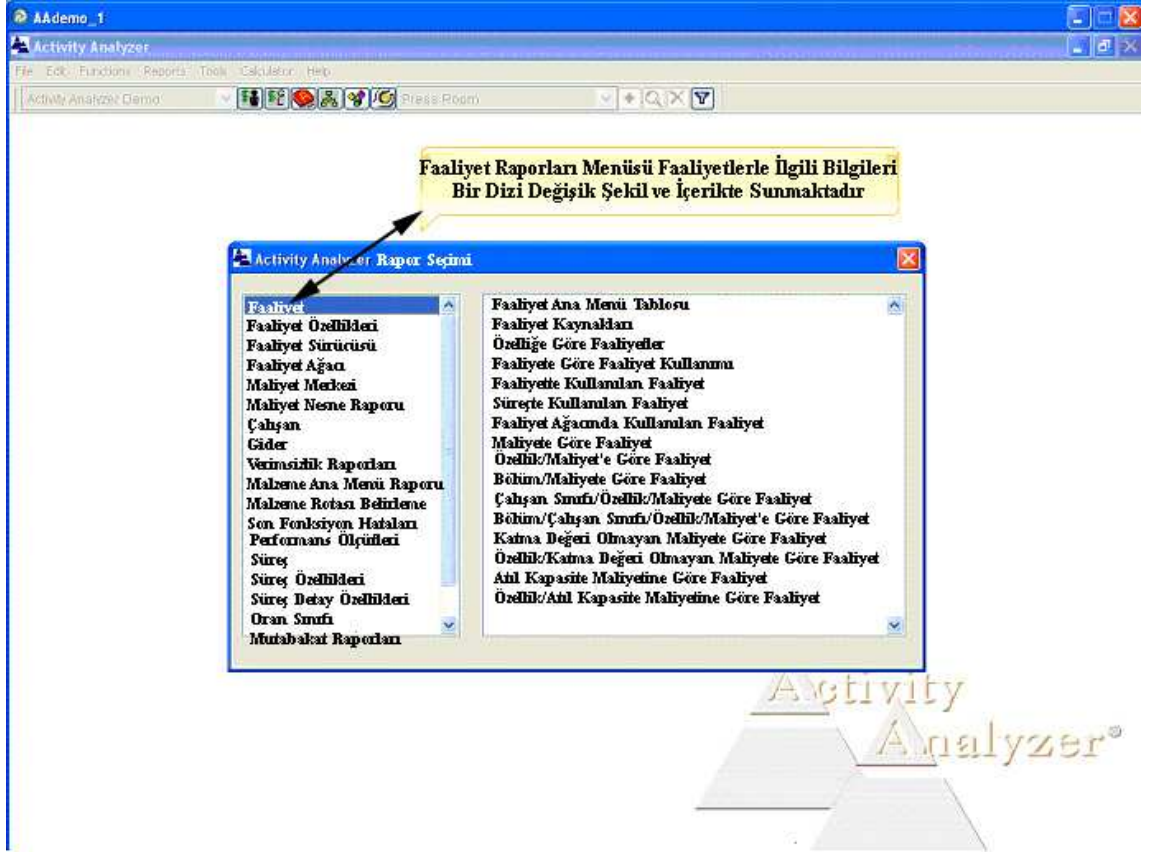 AAdemo_1
Activity Analyzer
File Edit Functions Reports Tools Calculator Help
Activity Analyzer Demo Press Room
Faaliyet Raporları Menüsü Faaliyetlerle İlgili Bilgileri
Bir Dizi Değişik Şekil ve İçerikte Sunmaktadır
Activity Analyzer Rapor Seçimi
Faaliyet
Faaliyet Özellikleri
Faaliyet Sürücüsü
Faaliyet Ağacı
Maliyet Merkezi
Maliyet Nesne Raporu
Çalışan
Gider
Verimsizlik Raporları
Malzeme Ana Menü Raporu
Malzeme Rotası Belirleme
Son Fonksiyon Hataları
Performans Ölçütleri
Süreç
Süreç Özellikleri
Süreç Detay Özellikleri
Oran Sınıfı
Mutabakat Raporları
Faaliyet Ana Menü Tablosu
Faaliyet Kaynakları
Özelliğe Göre Faaliyetler
Faaliyete Göre Faaliyet Kullanımı
Faaliyette Kullanılan Faaliyet
Süreçte Kullanılan Faaliyet
Faaliyet Ağacında Kullanılan Faaliyet
Maliyete Göre Faaliyet
Özellik/Maliyet'e Göre Faaliyet
Bölüm/Maliyete Göre Faaliyet
Çalışan Sınıfı/Özellik/Maliyete Göre Faaliyet
Bölüm/Çalışan Sınıfı/Özellik/Maliyet'e Göre Faaliyet
Katma Değeri Olmayan Maliyete Göre Faaliyet
Özellik/Katma Değeri Olmayan Maliyete Göre Faaliyet
Atıl Kapasite Maliyetine Göre Faaliyet
Özellik/Atıl Kapasite Maliyetine Göre Faaliyet
Activity
Analyzer®